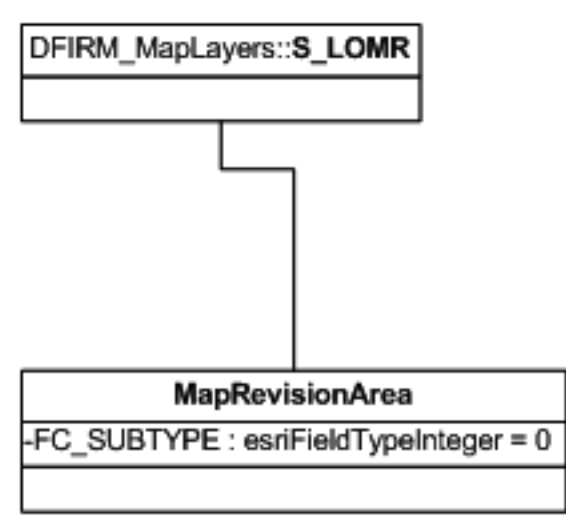 DFIRM_MapLayers::S_LOMR
MapRevisionArea
-FC_SUBTYPE : esriFieldTypeInteger = 0